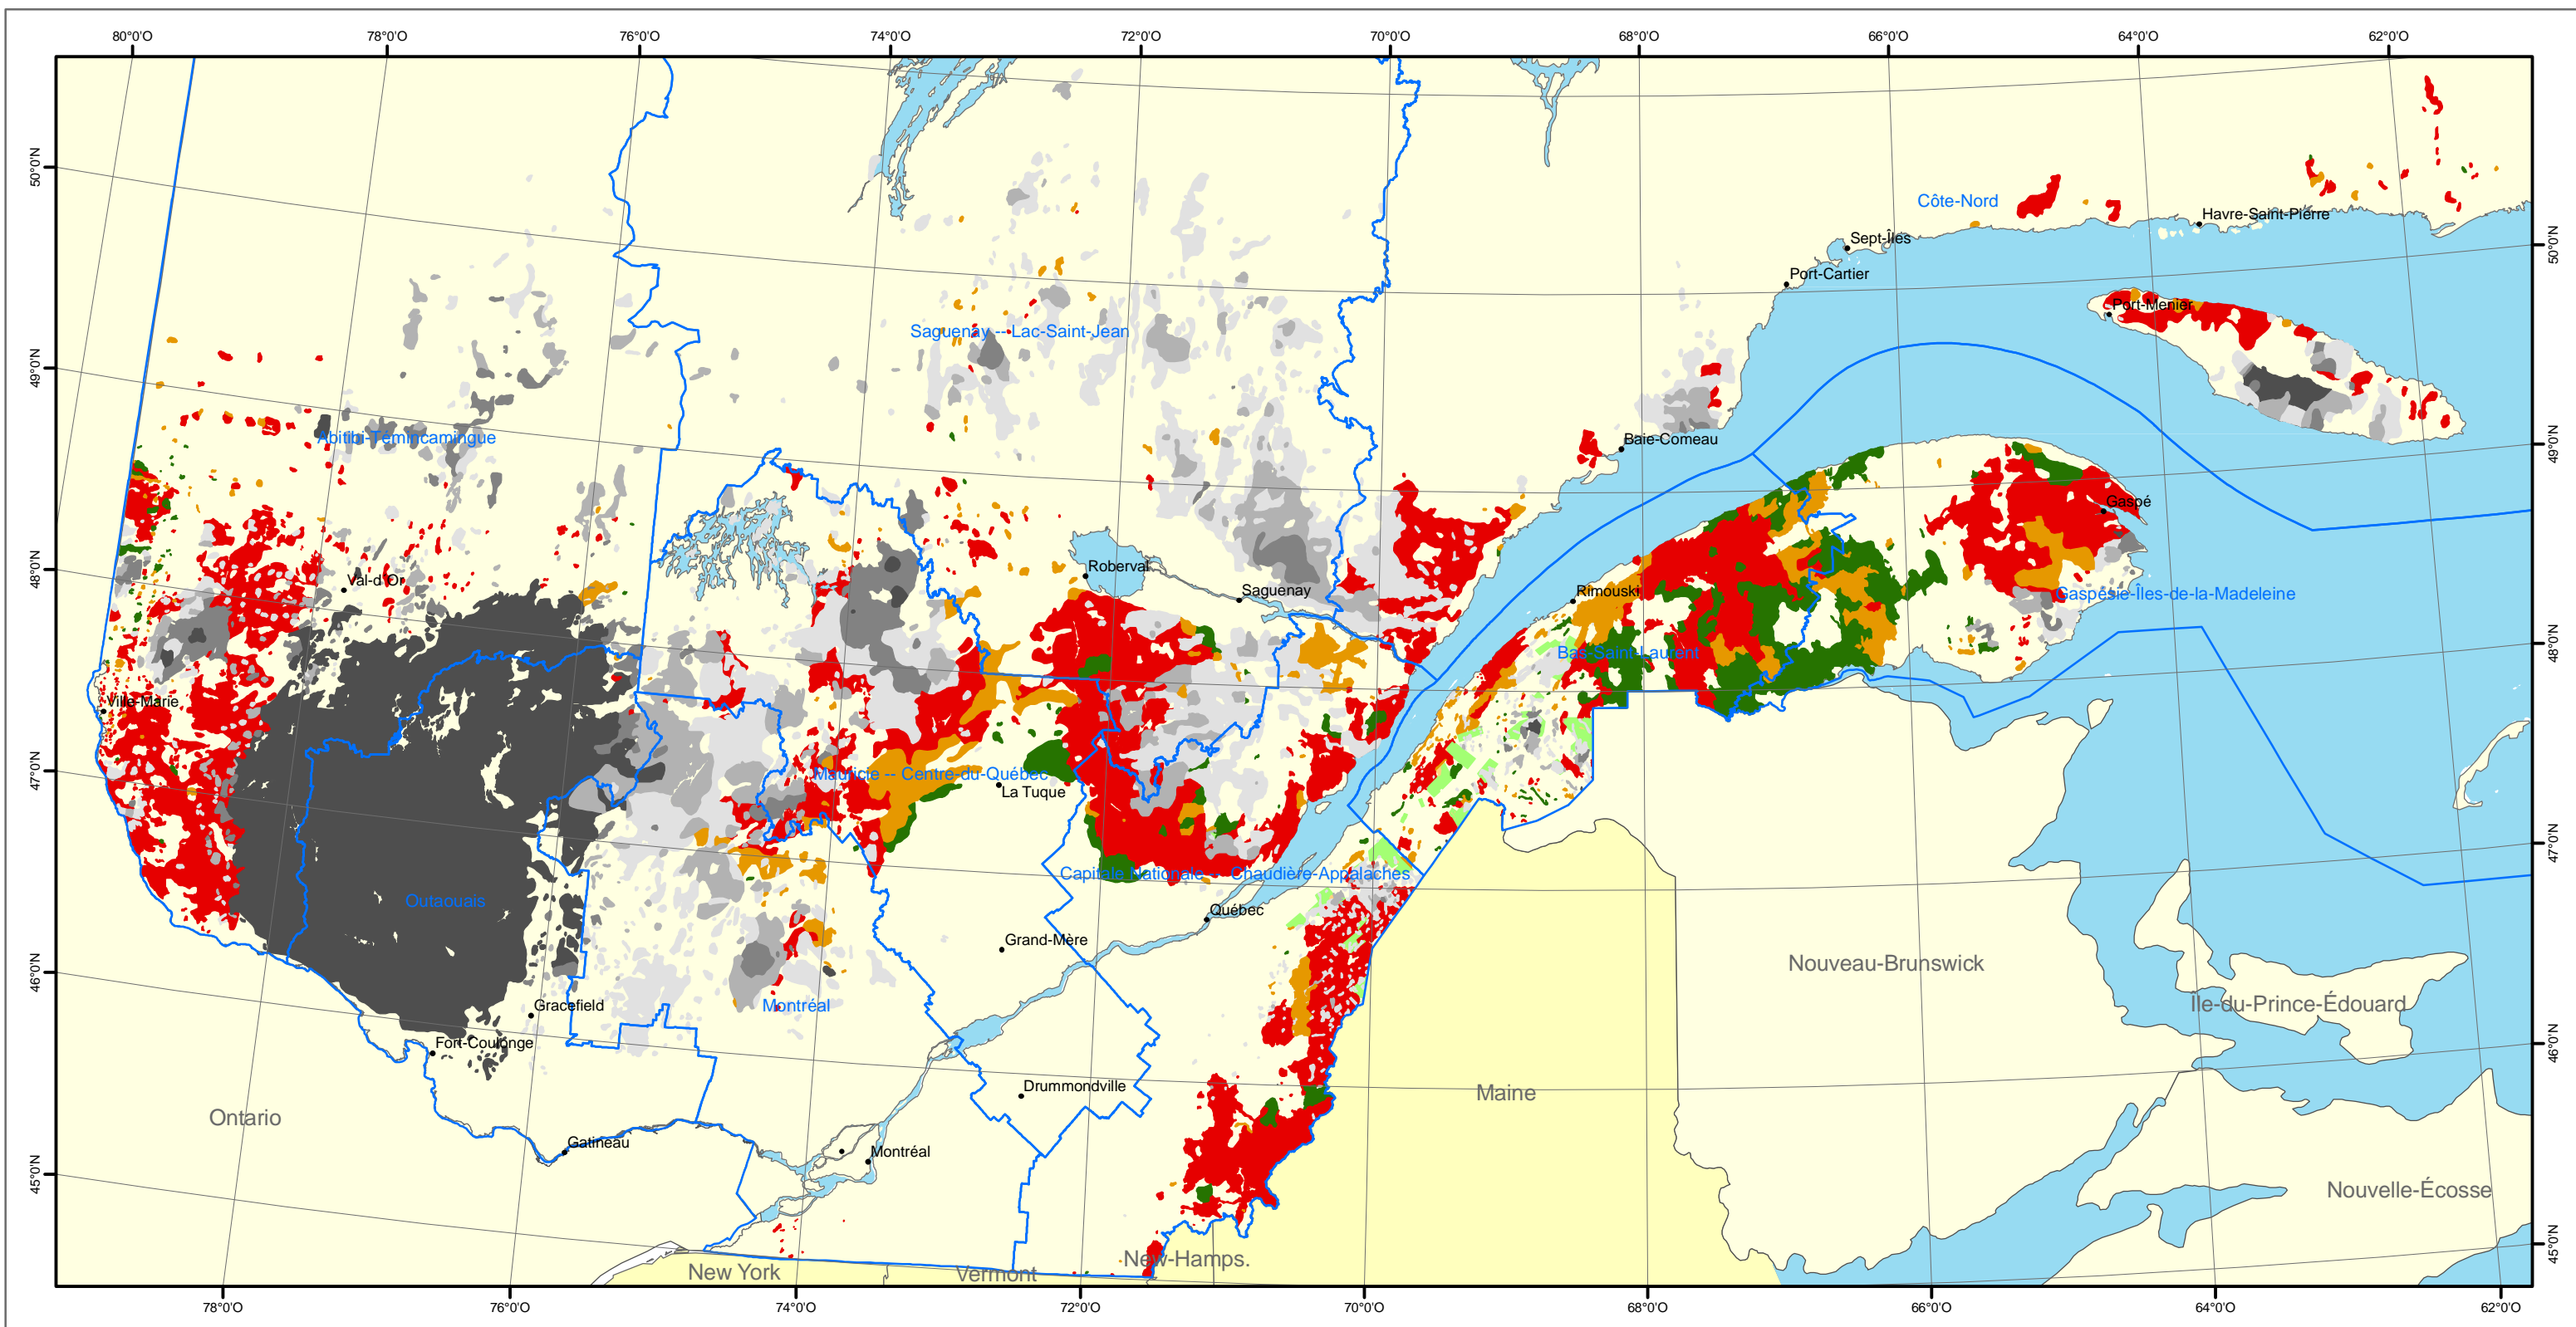 80°0'O 78°0'O 76°0'O 74°0'O 72°0'O 70°0'O 68°0'O 66°0'O 64°0'O 62°0'O
50°0'N
50°0'N
49°0'N
49°0'N
48°0'N
48°0'N
47°0'N
47°0'N
46°0'N
46°0'N
45°0'N
45°0'N
Côte-Nord
Havre-Saint-Pierre
Sept-Îles
Port-Cartier
Port-Menier
Saguenay -- Lac-Saint-Jean
Abitibi-Témincamingue
Baie-Comeau
Gaspé
Roberval
Val-d'Or
Saguenay
Rimouski
Gaspésie-Îles-de-la-Madeleine
Bas-Saint-Laurent
Ville-Marie
Mauricie -- Centre-du-Québec
La Tuque
Capitale Nationale -- Chaudière-Appalaches
Outaouais
Québec
Grand-Mère
Nouveau-Brunswick
Île-du-Prince-Édouard
Montréal
Gracefield
Fort-Coulonge
Drummondville
Maine
Ontario
Gatineau
Montréal
Nouvelle-Écosse
New-Hamps.
New York
Vermont
78°0'O 76°0'O 74°0'O 72°0'O 70°0'O 68°0'O 66°0'O 64°0'O 62°0'O